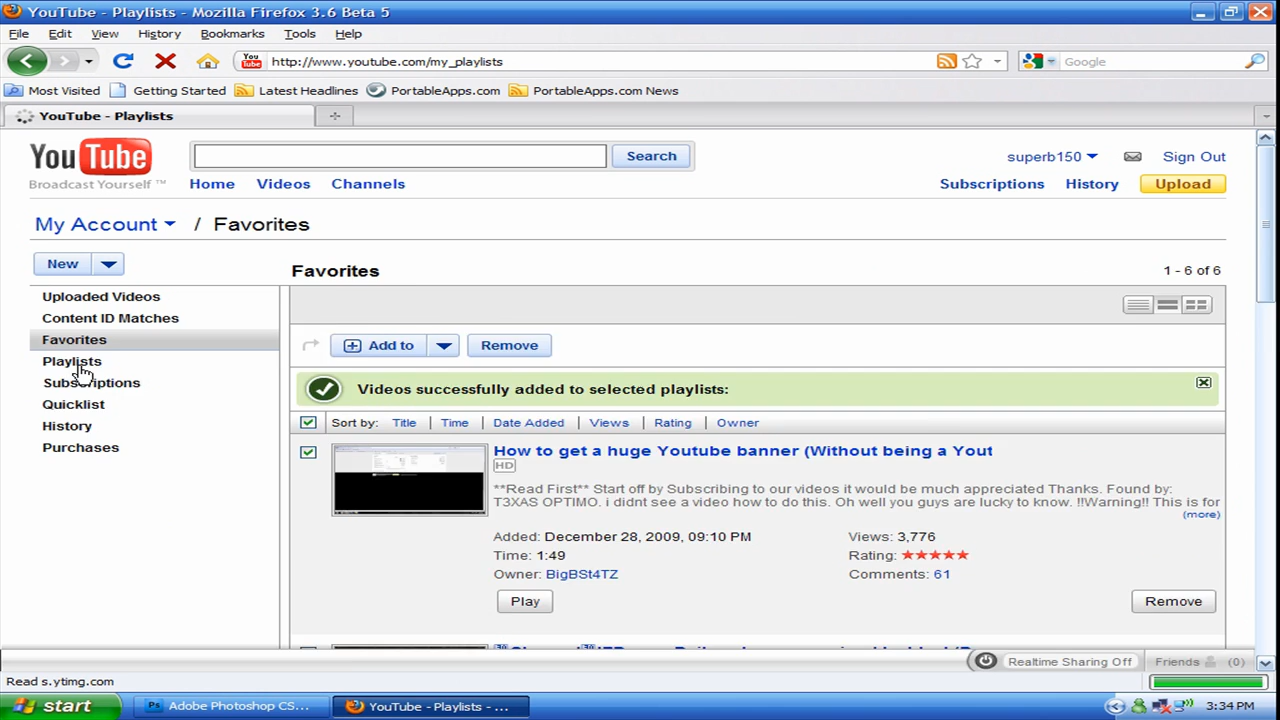 YouTube - Playlists - Mozilla Firefox 3.6 Beta 5
File Edit View History Bookmarks Tools Help
You Tube http://www.youtube.com/my_playlists Google
Most Visited Getting Started Latest Headlines PortableApps.com PortableApps.com News
YouTube - Playlists
YouTube Search superb150 Sign Out
Broadcast Yourself ™ Home Videos Channels Subscriptions History Upload
My Account / Favorites
New Favorites 1 - 6 of 6
Uploaded Videos
Content ID Matches
Favorites
Add to Remove
Playlists
Subscriptions
Videos successfully added to selected playlists:
Quicklist
History
Sort by: Title | Time | Date Added | Views | Rating | Owner
Purchases
How to get a huge Youtube banner (Without being a Yout
HD
**Read First** Start off by Subscribing to our videos it would be much appreciated Thanks. Found by:
T3XAS OPTIMO. i didnt see a video how to do this. Oh well you guys are lucky to know. !!Warning!! This is for
(more)
Added: December 28, 2009, 09:10 PM Views: 3,776
Time: 1:49 Rating:
Owner: BigBSt4TZ Comments: 61
Play Remove
Realtime Sharing Off Friends (0)
Read s.ytimg.com
start Ps Adobe Photoshop CS... YouTube - Playlists - ... 3:34 PM